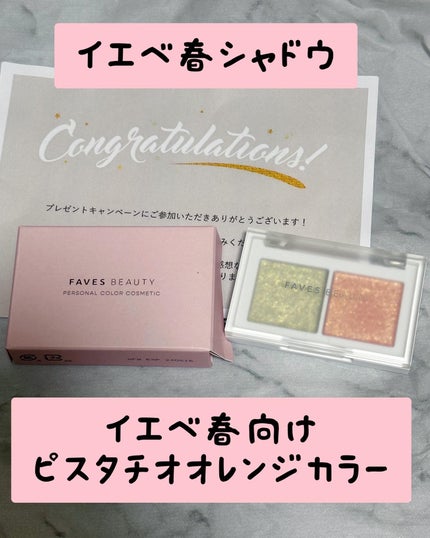 イエベ春シャドウ
Congratulations!
プレゼントキャンペーンにご参加いただきありがとうございます！
FAVES BEAUTY
PERSONAL COLOR COSMETIC
FAVES BEAUTY
イエベ春向け
ピスタチオオレンジカラー